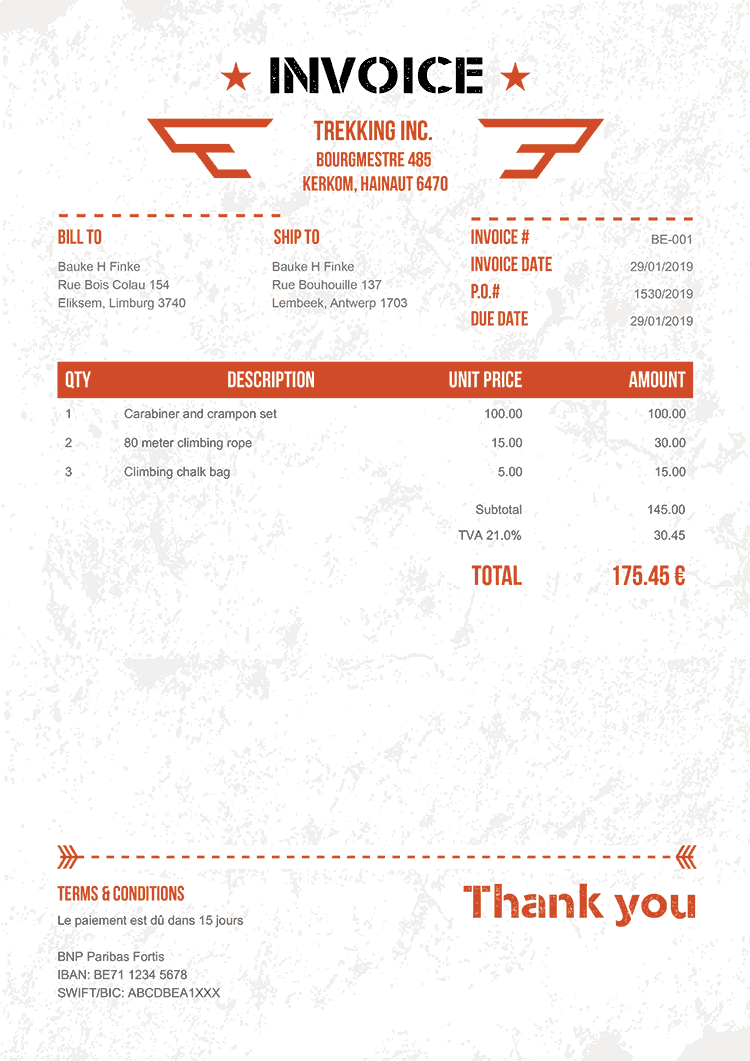 INVOICE
TREKKING INC.
BOURGMESTRE 485
KERKOM, HAINAUT 6470
BILL TO
Bauke H Finke
Rue Bois Colau 154
Eliksem, Limburg 3740
SHIP TO
Bauke H Finke
Rue Bouhouille 137
Lembeek, Antwerp 1703
INVOICE # BE-001
INVOICE DATE 29/01/2019
P.O.# 1530/2019
DUE DATE 29/01/2019
QTY DESCRIPTION UNIT PRICE AMOUNT
1 Carabiner and crampon set 100.00 100.00
2 80 meter climbing rope 15.00 30.00
3 Climbing chalk bag 5.00 15.00
Subtotal 145.00
TVA 21.0% 30.45
TOTAL 175.45 €
TERMS & CONDITIONS
Le paiement est dû dans 15 jours
BNP Paribas Fortis
IBAN: BE71 1234 5678
SWIFT/BIC: ABCDBEA1XXX
Thank you